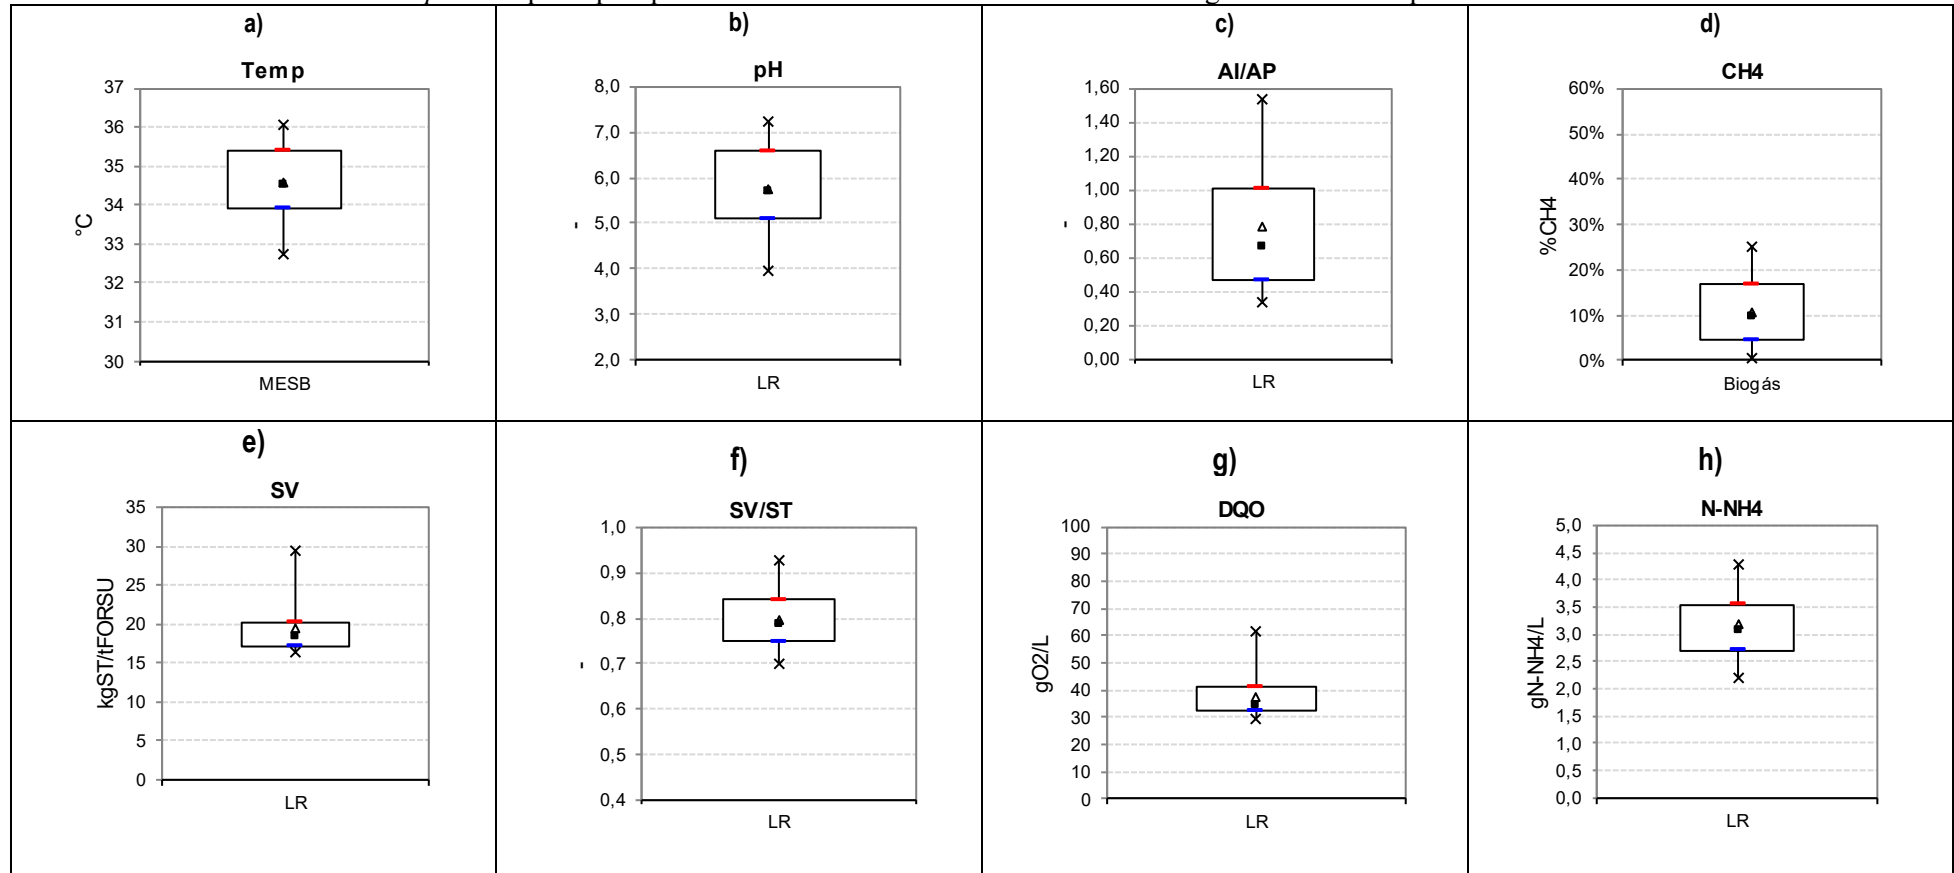 a)
Temp
37
36
35
34
33
32
31
30
°C
MESB
b)
pH
8,0
7,0
6,0
5,0
4,0
3,0
2,0
-
LR
c)
AI/AP
1,60
1,40
1,20
1,00
0,80
0,60
0,40
0,20
0,00
-
LR
d)
CH4
60%
50%
40%
30%
20%
10%
0%
%CH4
Biogás
e)
SV
35
30
25
20
15
10
5
0
kgST/tFORSU
LR
f)
SV/ST
1,0
0,9
0,8
0,7
0,6
0,5
0,4
-
LR
g)
DQO
100
90
80
70
60
50
40
30
20
10
0
gO2/L
LR
h)
N-NH4
5,0
4,5
4,0
3,5
3,0
2,5
2,0
1,5
1,0
0,5
0,0
gN-NH4/L
LR